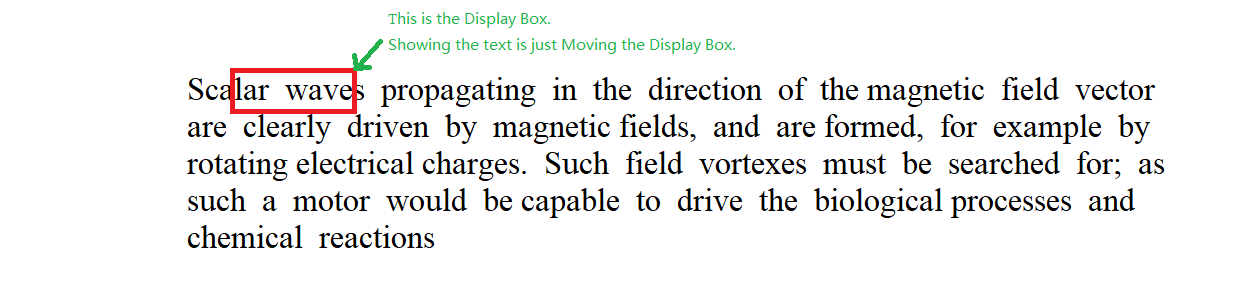 This is the Display Box.
Showing the text is just Moving the Display Box.
Scalar waves propagating in the direction of the magnetic field vector
are clearly driven by magnetic fields, and are formed, for example by
rotating electrical charges. Such field vortexes must be searched for; as
such a motor would be capable to drive the biological processes and
chemical reactions